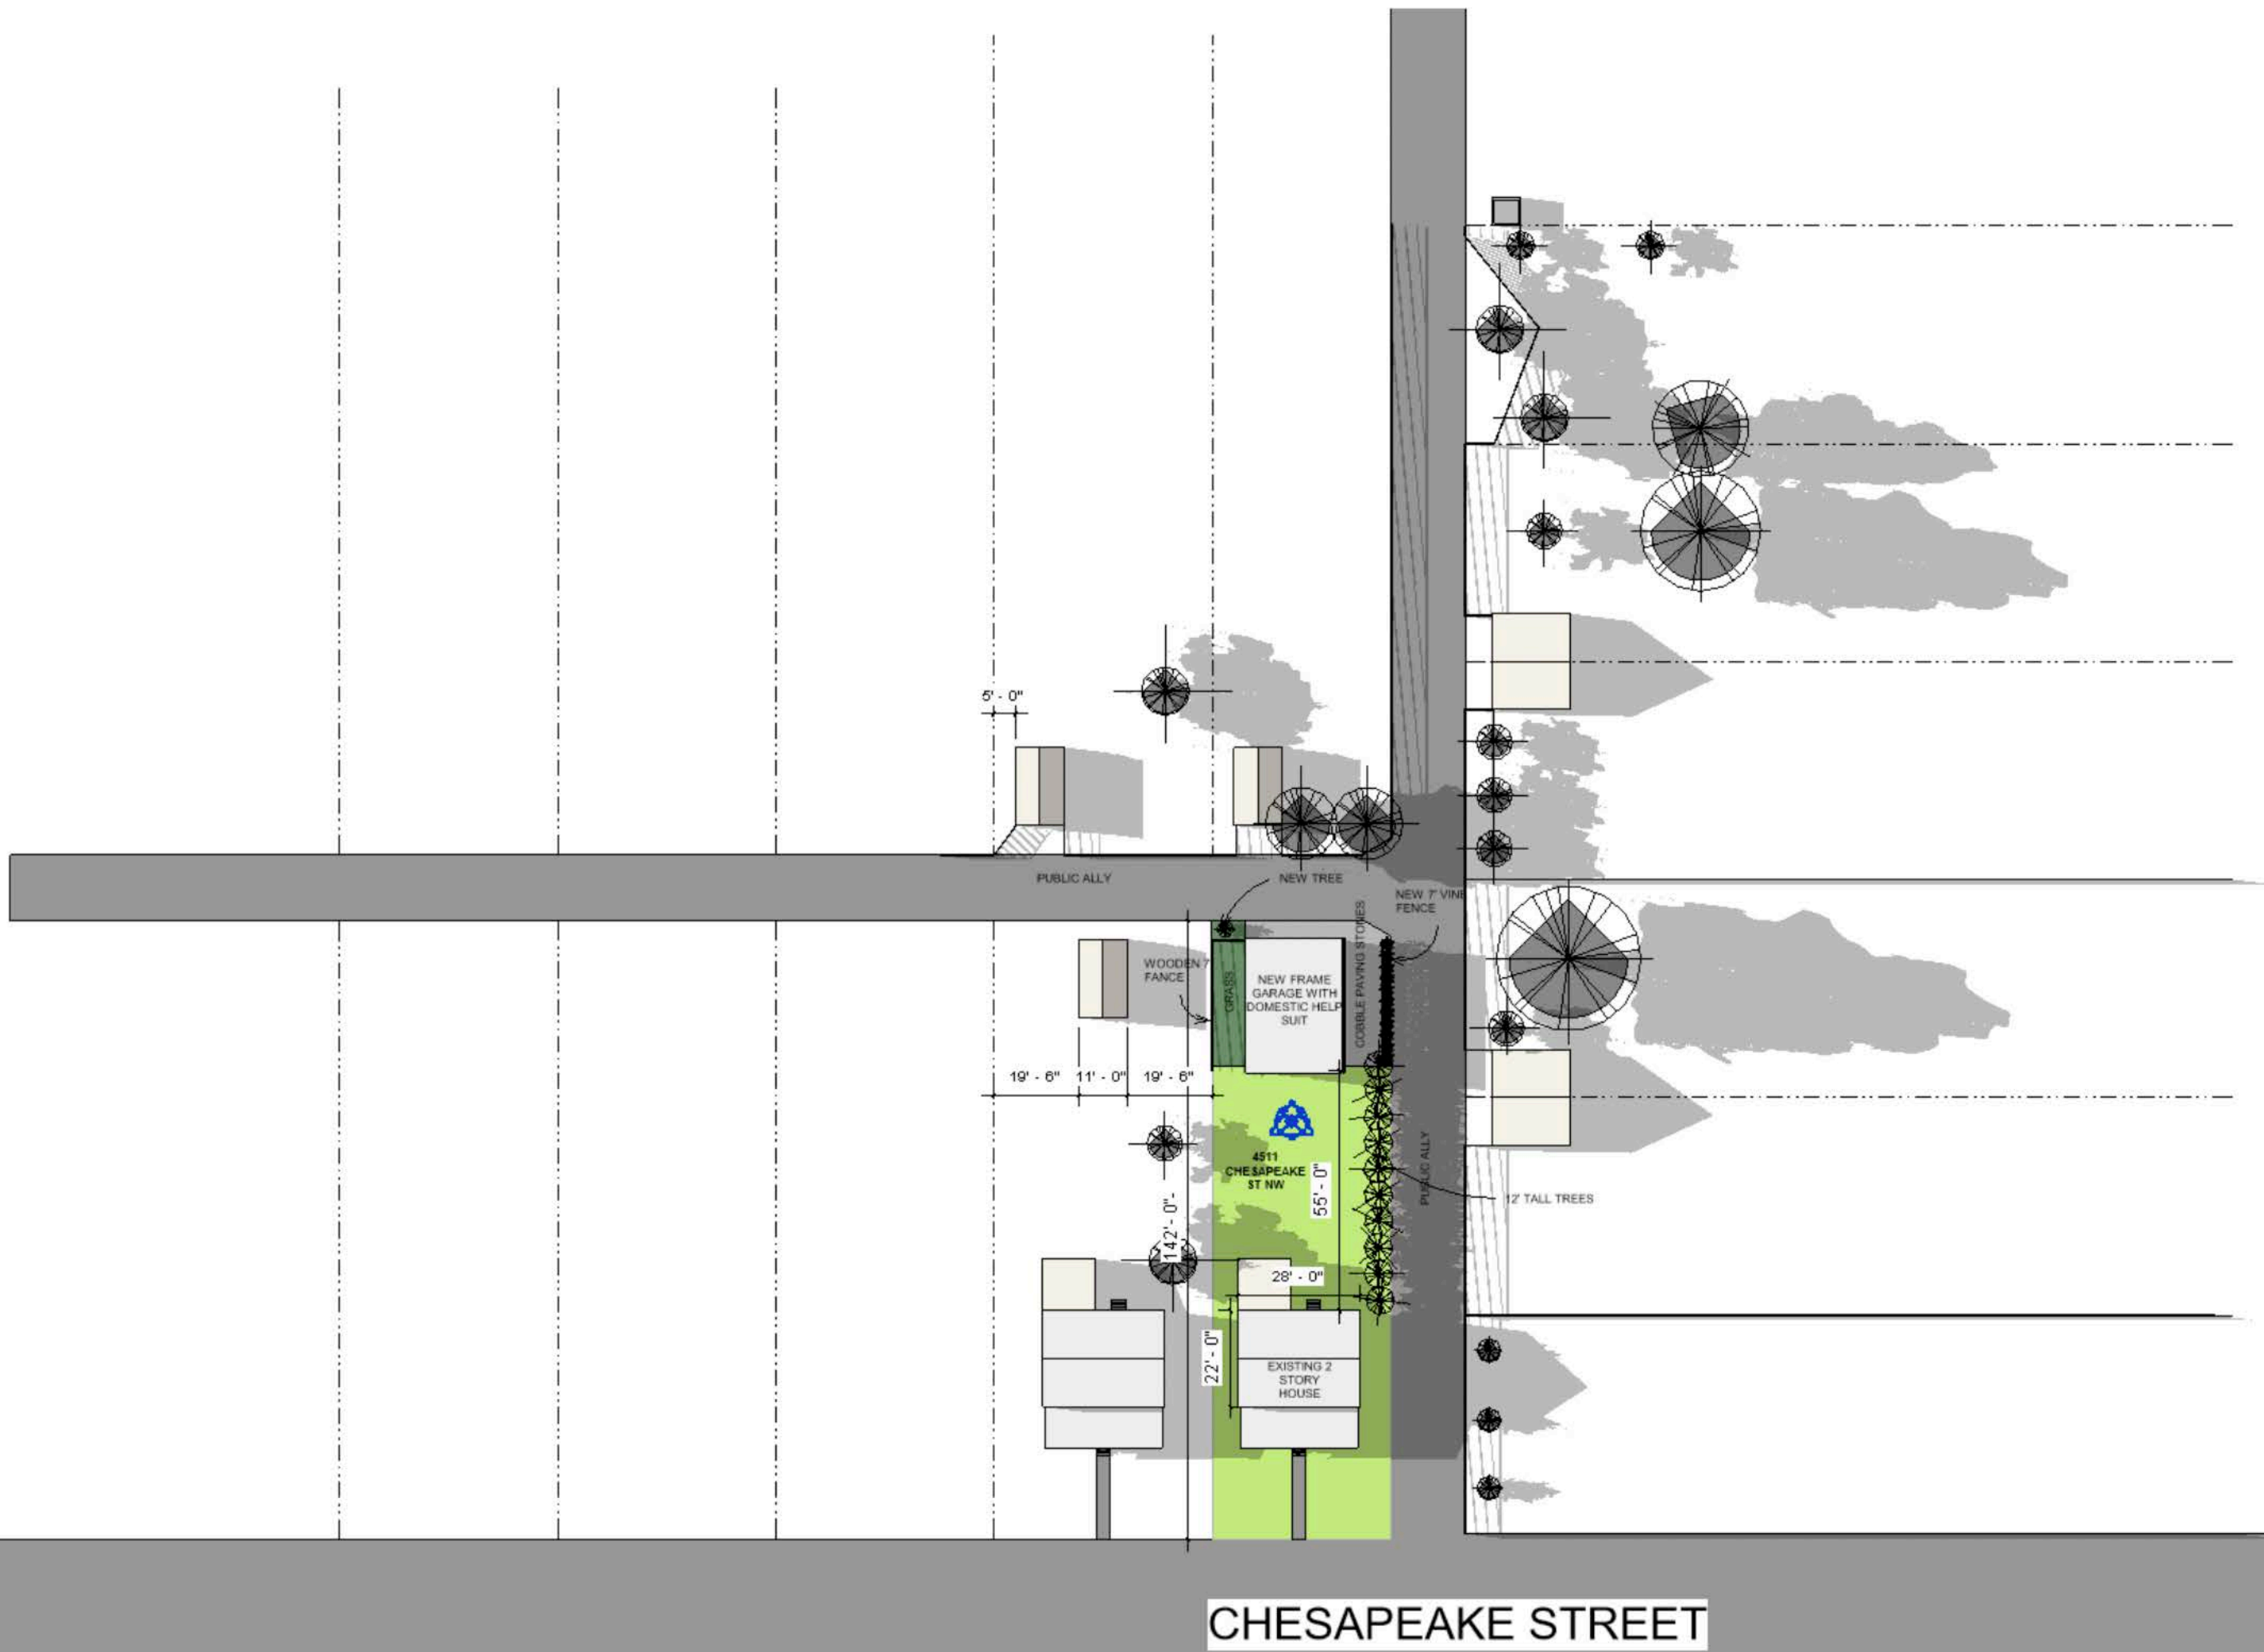 5' - 0"
PUBLIC ALLY
NEW TREE
NEW 7' VINE
FENCE
COBBLE PAVING STONES
WOODEN 7'
FANCE
GRASS
NEW FRAME
GARAGE WITH
DOMESTIC HELP
SUIT
19' - 6"
11' - 0"
19' - 6"
4511
CHESAPEAKE
ST NW
55' - 0"
PUBLIC ALLY
12' TALL TREES
142' - 0"
28' - 0"
22' - 0"
EXISTING 2
STORY
HOUSE
CHESAPEAKE STREET